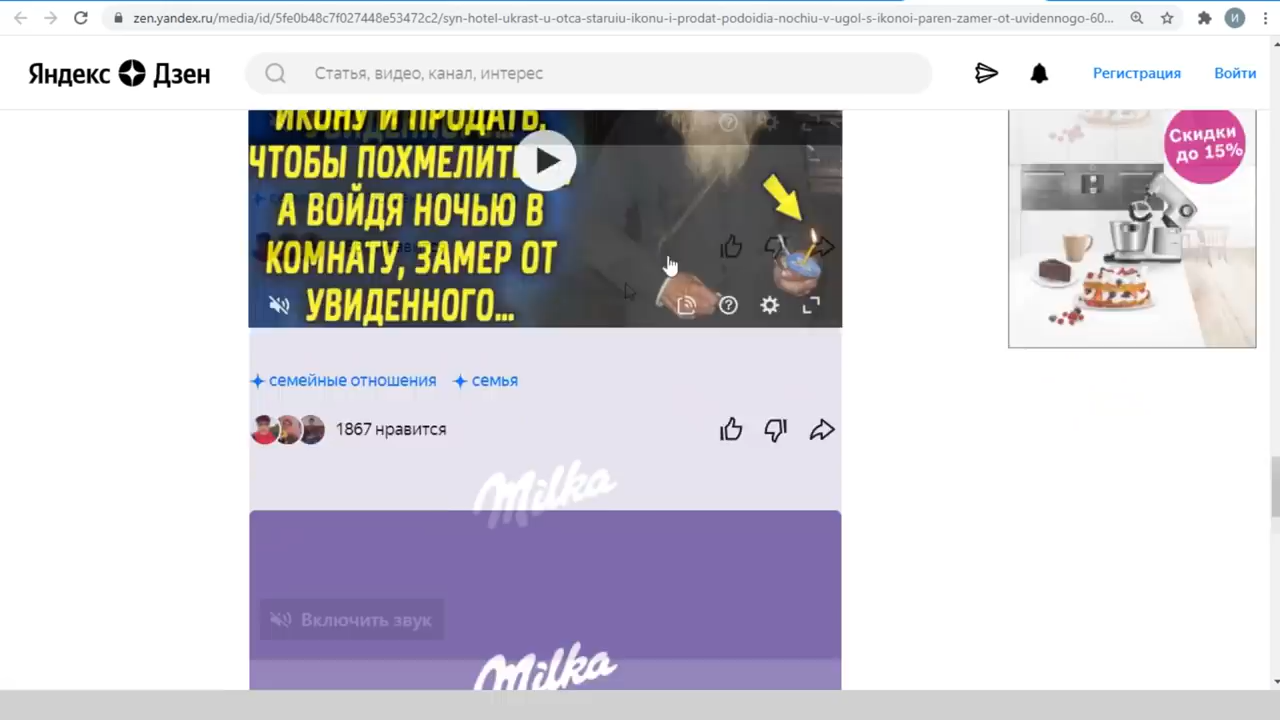 zen.yandex.ru/media/id/5fe0b48c7f027448e53472c2/syn-hotel-ukrast-u-otca-staruiu-ikonu-i-prodat-podoidia-nochiu-v-ugol-s-ikonoi-paren-zamer-ot-uvidennogo-60...
И
Яндекс Дзен
Статья, видео, канал, интерес
Регистрация
Войти
ИКОНУ И ПРОДАТЬ,
ЧТОБЫ
А ВОЙДЯ НОЧЬЮ В
КОМНАТУ, ЗАМЕР ОТ
УВИДЕННОГО...
Скидки
до 15%
семейные отношения семья
1867 нравится
Milka
Включить звук
Milka